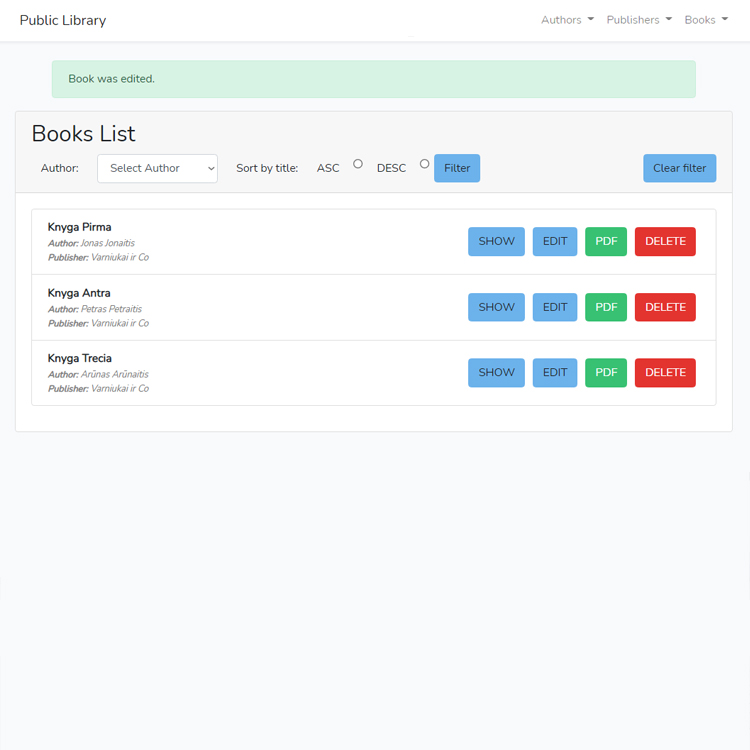 Public Library Authors Publishers Books
Book was edited.
Books List
Author: Select Author Sort by title: ASC DESC Filter Clear filter
Knyga Pirma
Author: Jonas Jonaitis
Publisher: Varniukai ir Co
SHOW EDIT PDF DELETE
Knyga Antra
Author: Petras Petraitis
Publisher: Varniukai ir Co
SHOW EDIT PDF DELETE
Knyga Trecia
Author: Arūnas Arūnaitis
Publisher: Varniukai ir Co
SHOW EDIT PDF DELETE